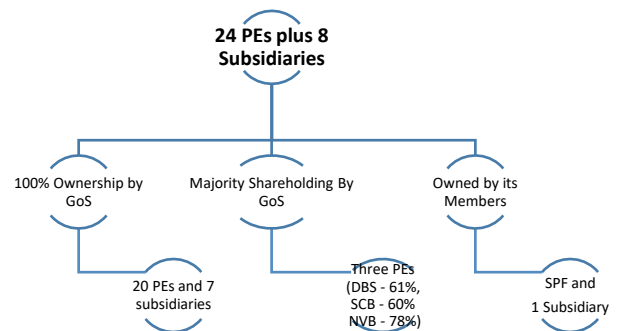 24 PEs plus 8
Subsidiaries
100% Ownership by
GoS
Majority Shareholding By
GoS
Owned by its
Members
20 PEs and 7
subsidiaries
Three PEs
(DBS - 61%,
SCB - 60%
NVB - 78%)
SPF and
1 Subsidiary